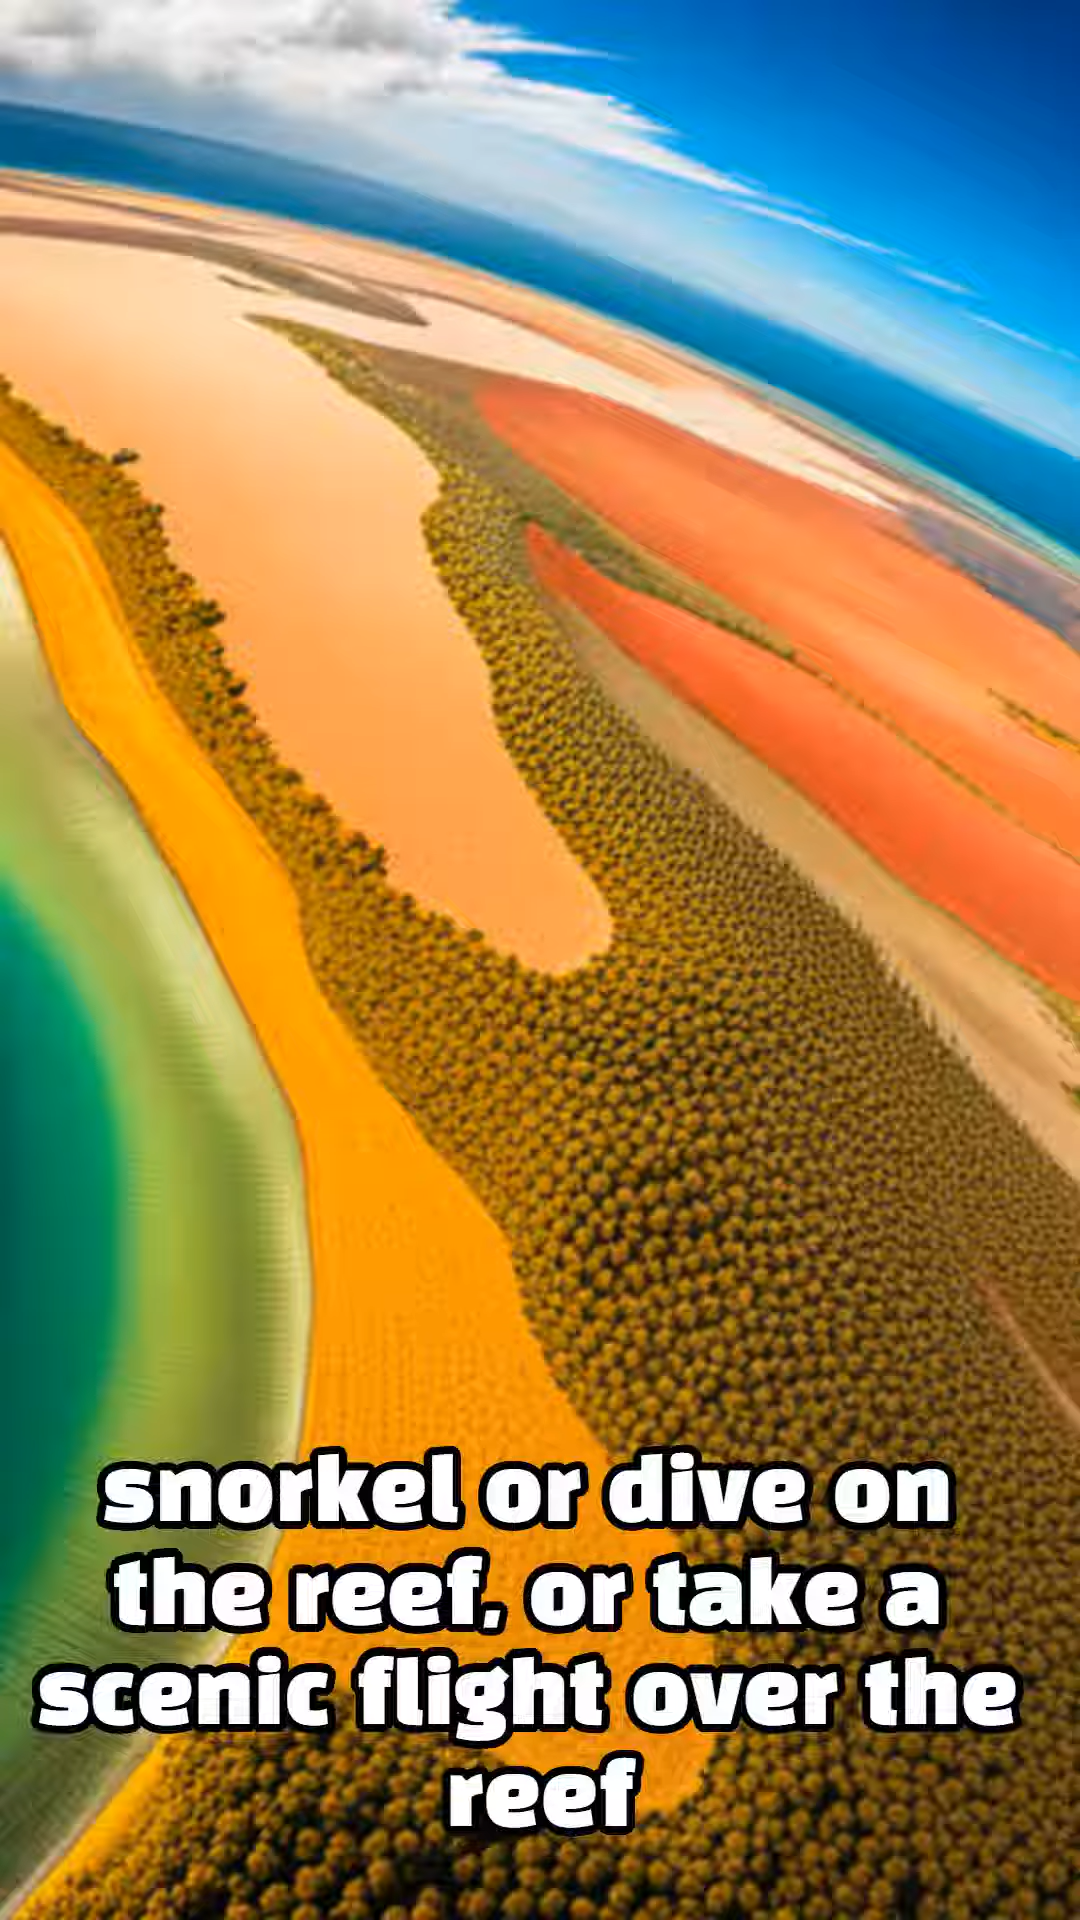 snorkel or dive on
the reef, or take a
scenic flight over the
reef